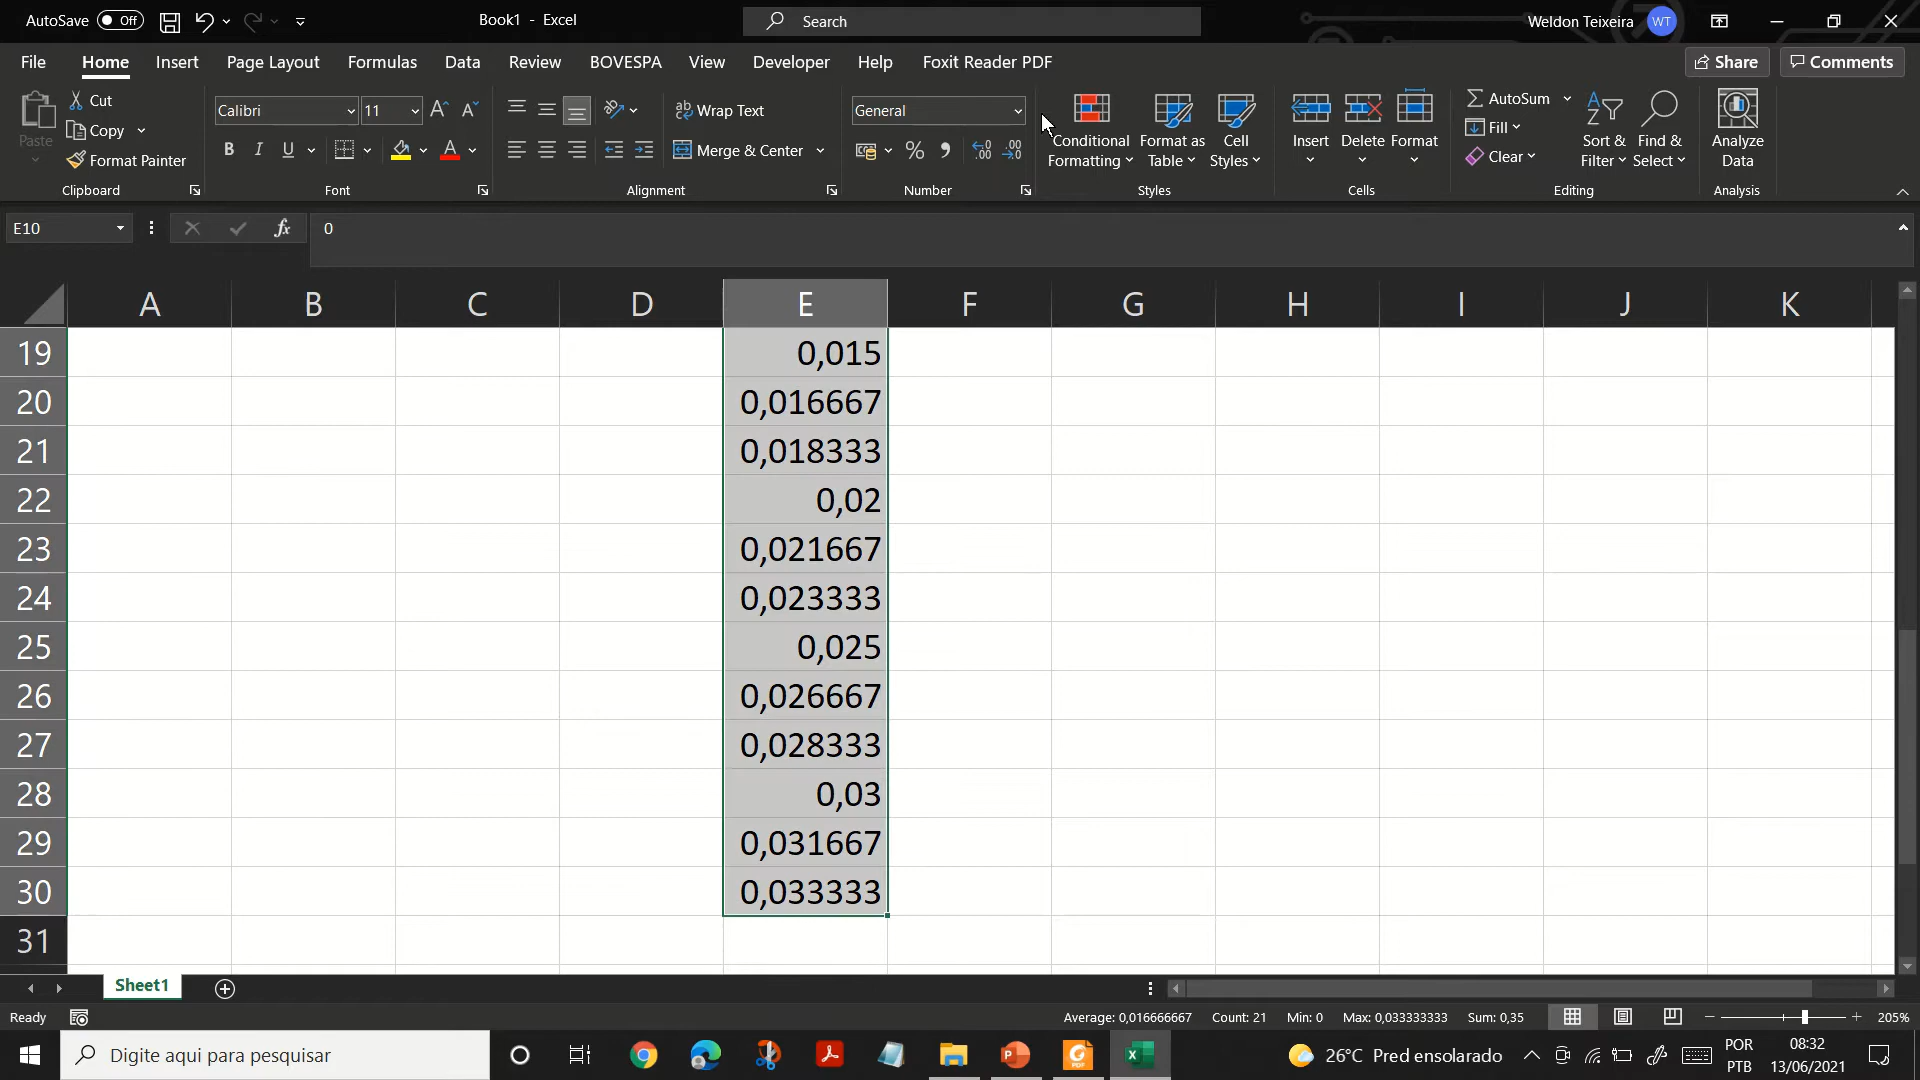 AutoSave Off Book1 - Excel Search Weldon Teixeira WT
File Home Insert Page Layout Formulas Data Review BOVESPA View Developer Help Foxit Reader PDF Share Comments
Paste Cut Copy Format Painter Clipboard
Calibri 11 B I U A Font
ab Wrap Text Merge & Center Alignment
General % , Number
Conditional Formatting Format as Table Cell Styles Styles
Insert Delete Format Cells
AutoSum Fill Clear Sort & Filter Find & Select Editing
Analyze Data Analysis
E10 fx 0
A B C D E F G H I J K
19 0,015
20 0,016667
21 0,018333
22 0,02
23 0,021667
24 0,023333
25 0,025
26 0,026667
27 0,028333
28 0,03
29 0,031667
30 0,033333
31
Sheet1
Ready Average: 0,016666667 Count: 21 Min: 0 Max: 0,033333333 Sum: 0,35 205%
Digite aqui para pesquisar 26°C Pred ensolarado POR 08:32
PTB 13/06/2021